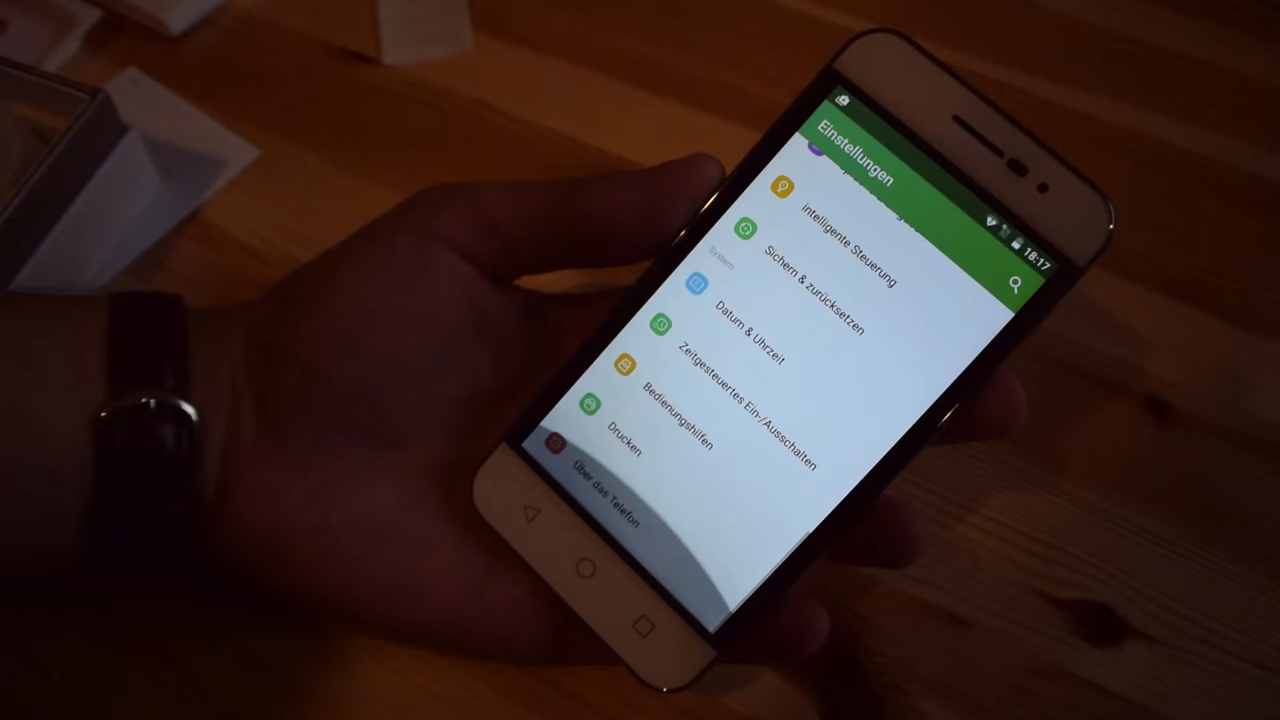 18:17
Einstellungen
intelligente Steuerung
Sichern & zurücksetzen
System
Datum & Uhrzeit
Zeitgesteuertes Ein-/Ausschalten
Bedienungshilfen
Drucken
Über das Telefon